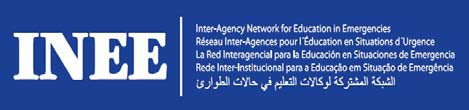 INEE
Inter-Agency Network for Education in Emergencies
Réseau Inter-Agences pour l´Éducation en Situations d´Urgence
La Red Interagencial para la Educación en Situaciones de Emergencia
Rede Inter-Institucional para a Educação em Situação de Emergência
الشبكة المشتركة لوكالات التعليم في حالات الطوارئ